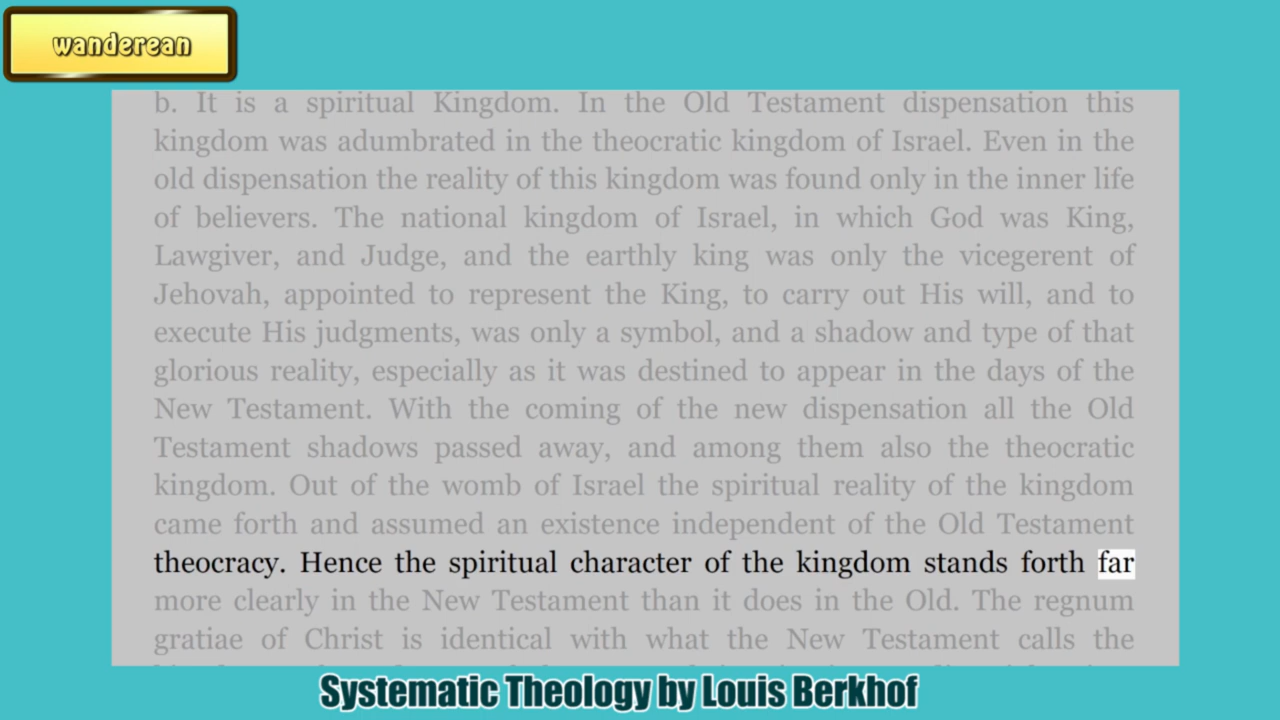 wanderean
b. It is a spiritual Kingdom. In the Old Testament dispensation this
kingdom was adumbrated in the theocratic kingdom of Israel. Even in the
old dispensation the reality of this kingdom was found only in the inner life
of believers. The national kingdom of Israel, in which God was King,
Lawgiver, and Judge, and the earthly king was only the vicegerent of
Jehovah, appointed to represent the King, to carry out His will, and to
execute His judgments, was only a symbol, and a shadow and type of that
glorious reality, especially as it was destined to appear in the days of the
New Testament. With the coming of the new dispensation all the Old
Testament shadows passed away, and among them also the theocratic
kingdom. Out of the womb of Israel the spiritual reality of the kingdom
came forth and assumed an existence independent of the Old Testament
theocracy. Hence the spiritual character of the kingdom stands forth far
more clearly in the New Testament than it does in the Old. The regnum
gratiae of Christ is identical with what the New Testament calls the
Systematic Theology by Louis Berkhof